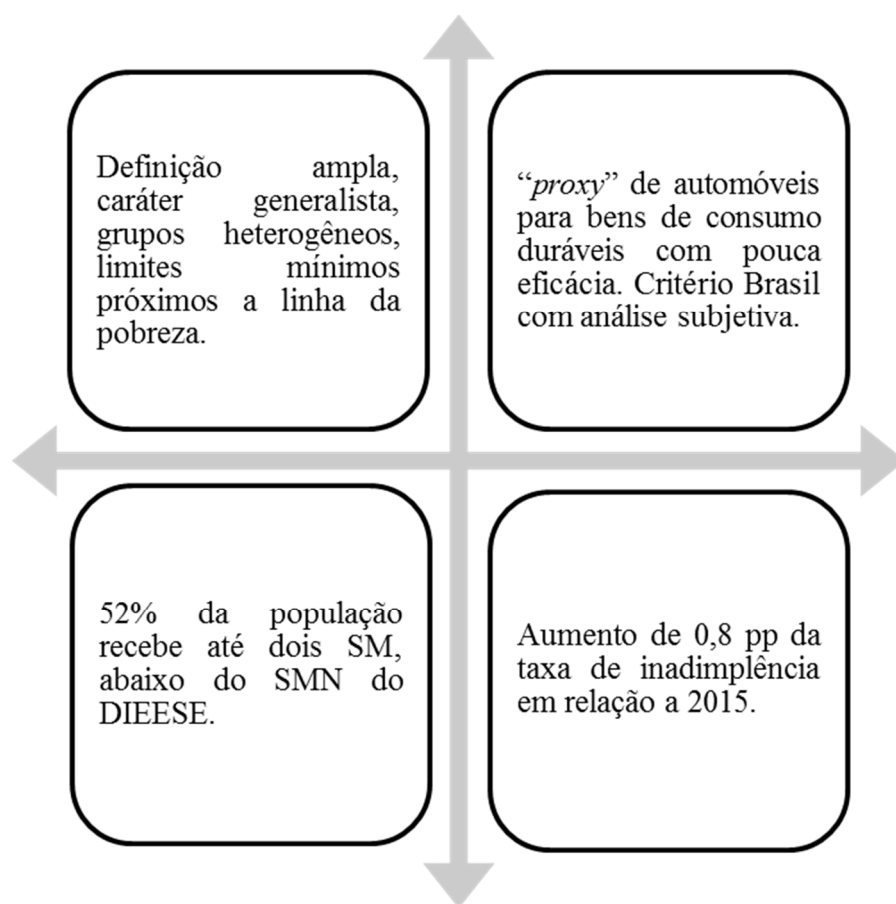 Definição ampla,
caráter generalista,
grupos heterogêneos,
limites mínimos
próximos a linha da
pobreza.
“proxy” de automóveis
para bens de consumo
duráveis com pouca
eficácia. Critério Brasil
com análise subjetiva.
52% da população
recebe até dois SM,
abaixo do SMN do
DIEESE.
Aumento de 0,8 pp da
taxa de inadimplência
em relação a 2015.